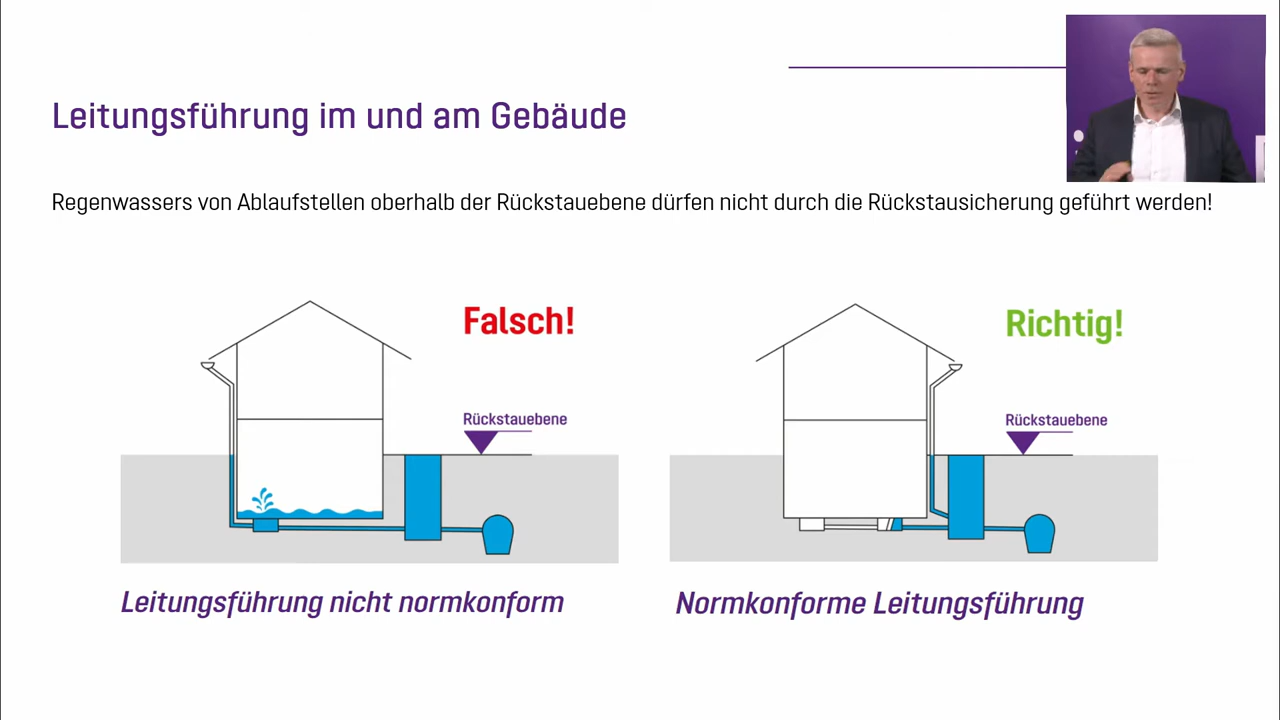 Leitungsführung im und am Gebäude
Regenwassers von Ablaufstellen oberhalb der Rückstauebene dürfen nicht durch die Rückstausicherung geführt werden!
Falsch!
Rückstauebene
Leitungsführung nicht normkonform
Richtig!
Rückstauebene
Normkonforme Leitungsführung